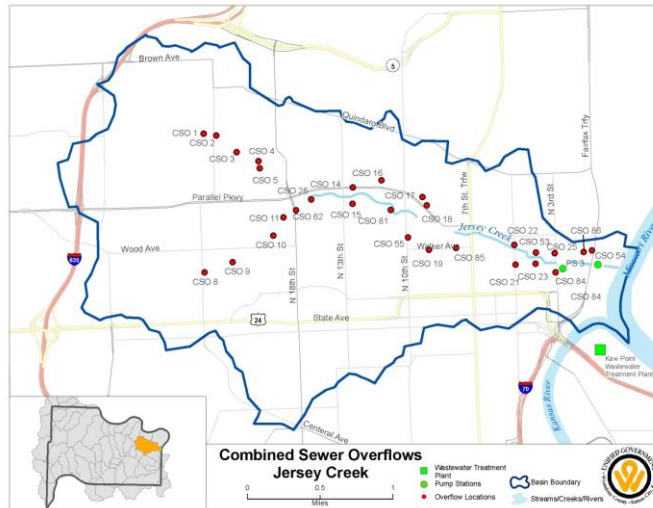 Brown Ave
5
Quindaro Blvd.
Fairfax Trfy
CSO 1
CSO 2
CSO 3
CSO 4
CSO 5
Parallel Pkwy
CSO 26
CSO 14
CSO 16
CSO 17
CSO 18
7th St. Trfw
N 3rd St.
CSO 11
CSO 62
CSO 15
CSO 81
Jersey Creek
CSO 22
CSO 86
CSO 10
N 18th St
N 13th St
N 10th St
CSO 55
Walker Ave
CSO 53
CSO 25
CSO 54
Wood Ave
635
CSO 9
CSO 8
CSO 19
CSO 85
CSO 21
CSO 23
PS 3
CSO 84
CSO 84
Missouri River
24
State Ave
Kaw Point
Wastewater
Treatment Plant
70
Kansas River
Centeral Ave
Combined Sewer Overflows
Jersey Creek
0
0.5
1
Miles
Wastewater Treatment
Plant
Pump Stations
Overflow Locations
Basin Boundary
Streams/Creeks/Rivers
UNIFIED GOVERNMENT